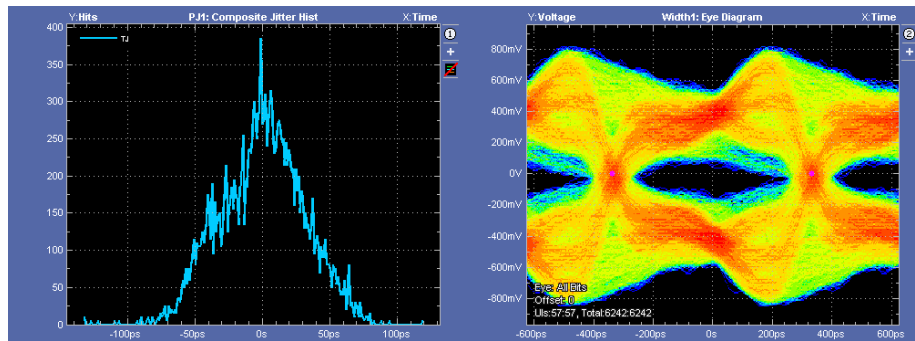 Y:Hits PJ1: Composite Jitter Hist X:Time
TJ
1
+
400
350
300
250
200
150
100
50
0
-100ps -50ps 0s 50ps 100ps
Y:Voltage Width1: Eye Diagram X:Time
2
+
800mV
600mV
400mV
200mV
0V
-200mV
-400mV
-600mV
-800mV
Eye: All Bits
Offset: 0
UIs:57:57, Total:6242:6242
-600ps -400ps -200ps 0s 200ps 400ps 600ps